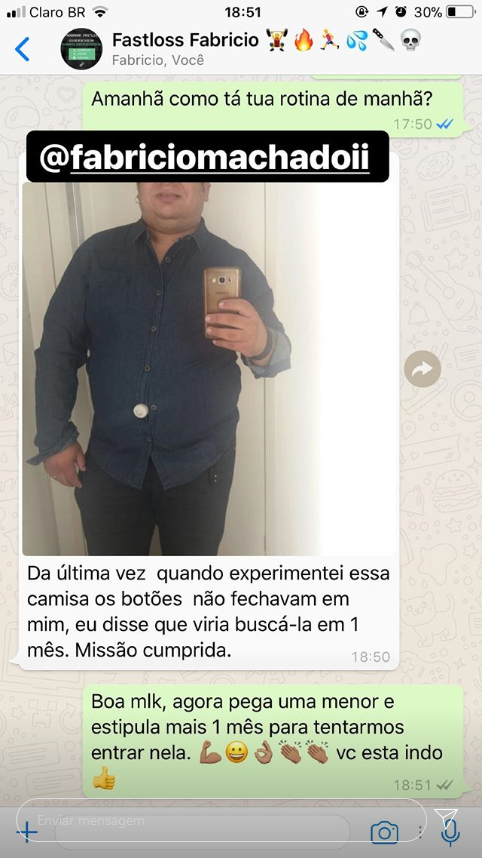 Claro BR 18:51 30%
Fastloss Fabricio 🏋️🔥🏃‍♀️💦🔪💀
Fabricio, Você
Amanhã como tá tua rotina de manhã?
17:50
@fabriciomachadoii
Da última vez quando experimentei essa
camisa os botões não fechavam em
mim, eu disse que viria buscá-la em 1
mês. Missão cumprida.
18:50
Boa mlk, agora pega uma menor e
estipula mais 1 mês para tentarmos
entrar nela. 💪🏽😀👌🏽👏🏽👏🏽 vc esta indo
👍
18:51
Enviar mensagem